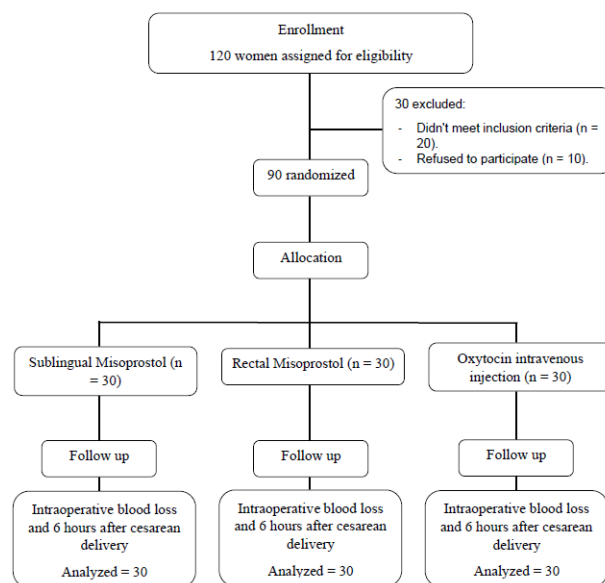 Enrollment
120 women assigned for eligibility
30 excluded:
- Didn't meet inclusion criteria (n =
20).
- Refused to participate (n = 10).
90 randomized
Allocation
Sublingual Misoprostol (n
= 30)
Rectal Misoprostol (n = 30)
Oxytocin intravenous
injection (n = 30)
Follow up
Follow up
Follow up
Intraoperative blood loss
and 6 hours after cesarean
delivery
Analyzed = 30
Intraoperative blood loss
and 6 hours after cesarean
delivery
Analyzed = 30
Intraoperative blood loss
and 6 hours after cesarean
delivery
Analyzed = 30